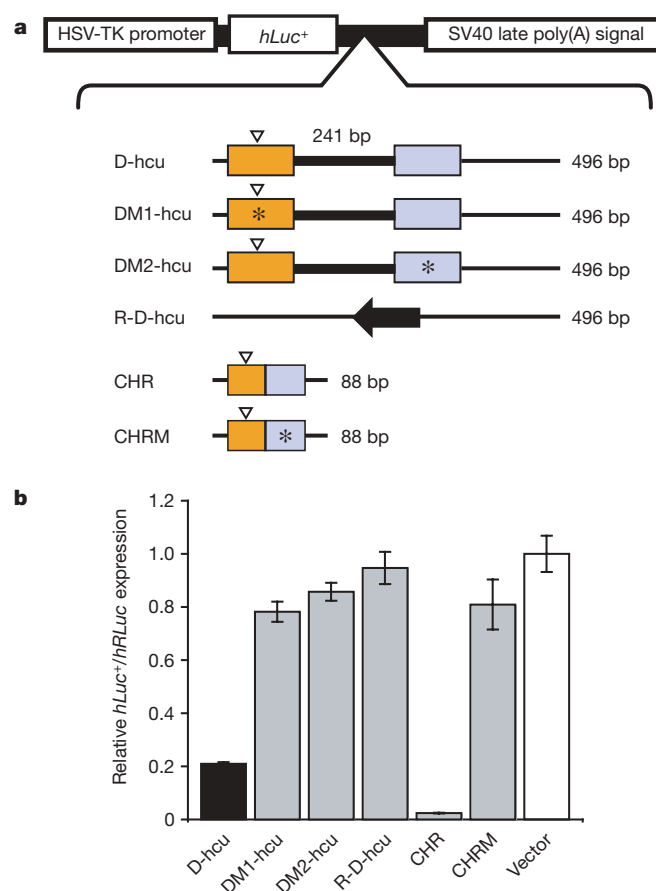 a
HSV-TK promoter hLuc+ SV40 late poly(A) signal
241 bp
D-hcu 496 bp
DM1-hcu * 496 bp
DM2-hcu * 496 bp
R-D-hcu 496 bp
CHR 88 bp
CHRM * 88 bp
b
Relative hLuc+/hRLuc expression
1.2
1.0
0.8
0.6
0.4
0.2
0
D-hcu DM1-hcu DM2-hcu R-D-hcu CHR CHRM Vector